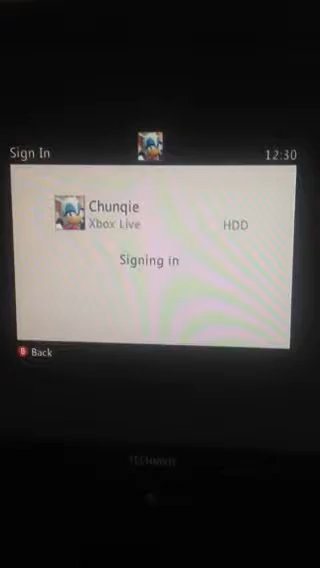 Sign In
12:30
Chunqie
Xbox Live
HDD
Signing in
B Back